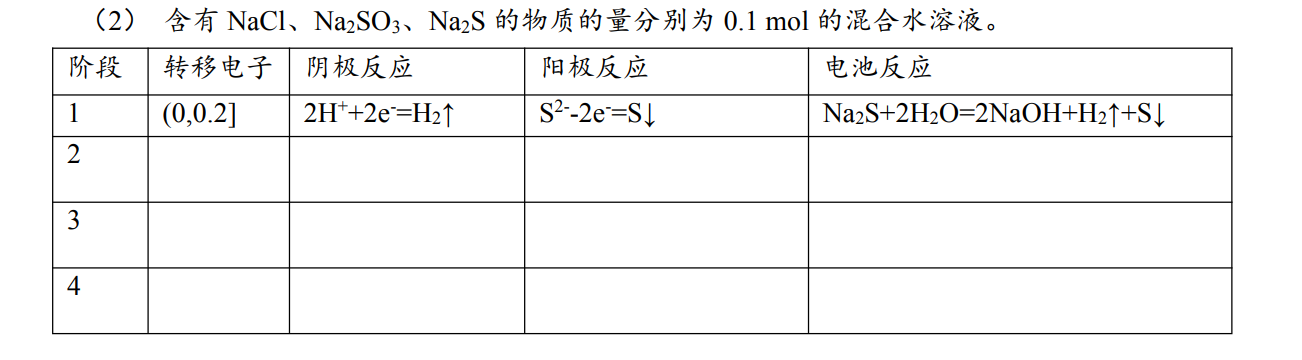 （2） 含有 NaCl、Na₂SO₃、Na₂S 的物质的量分别为 0.1 mol 的混合水溶液。
阶段 转移电子 阴极反应 阳极反应 电池反应
1 (0,0.2] 2H⁺+2e⁻=H₂↑ S²⁻-2e⁻=S↓ Na₂S+2H₂O=2NaOH+H₂↑+S↓
2
3
4